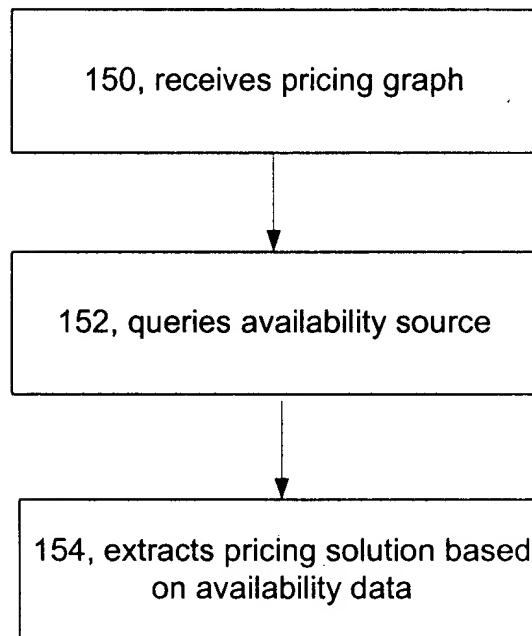 150, receives pricing graph
152, queries availability source
154, extracts pricing solution based
on availability data